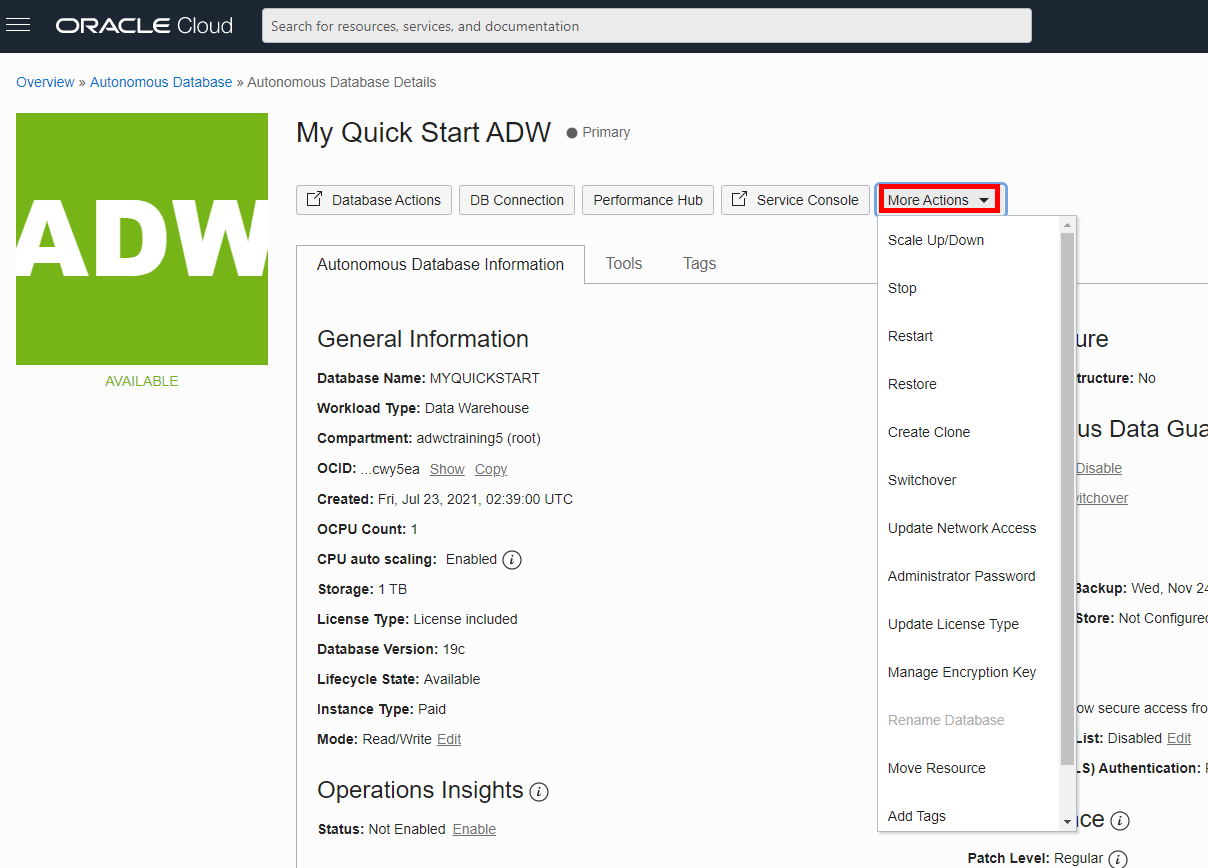 ORACLE Cloud
Search for resources, services, and documentation
Overview » Autonomous Database » Autonomous Database Details
ADW
AVAILABLE
My Quick Start ADW
Primary
Database Actions
DB Connection
Performance Hub
Service Console
More Actions
Scale Up/Down
Stop
Restart
Restore
Create Clone
Switchover
Update Network Access
Administrator Password
Update License Type
Manage Encryption Key
Rename Database
Move Resource
Add Tags
Autonomous Database Information
Tools
Tags
General Information
Database Name: MYQUICKSTART
Workload Type: Data Warehouse
Compartment: adwctraining5 (root)
OCID: ...cwy5ea Show Copy
Created: Fri, Jul 23, 2021, 02:39:00 UTC
OCPU Count: 1
CPU auto scaling: Enabled
Storage: 1 TB
License Type: License included
Database Version: 19c
Lifecycle State: Available
Instance Type: Paid
Mode: Read/Write Edit
Operations Insights
Status: Not Enabled Enable
ure
tructure: No
us Data Gua
Disable
vitchover
Backup: Wed, Nov 24
Store: Not Configured
ow secure access fro
List: Disabled Edit
LS) Authentication:
nce
Patch Level: Regular